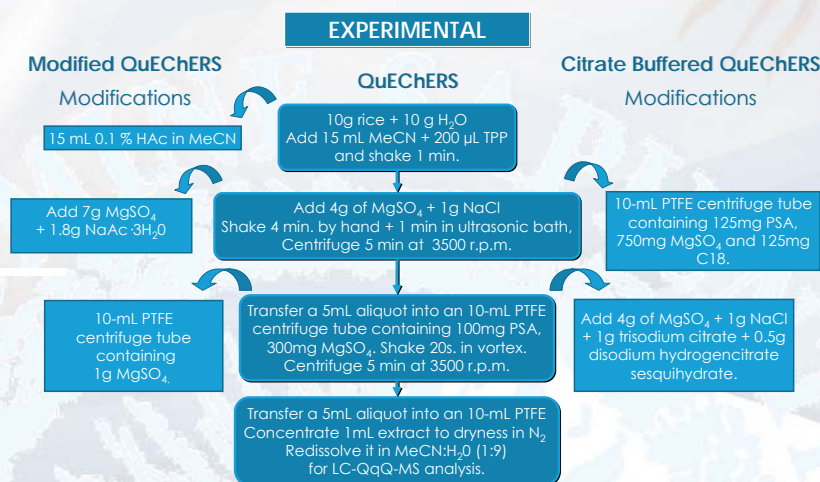 EXPERIMENTAL
Modified QuEChERS
Modifications
QuEChERS
Citrate Buffered QuEChERS
Modifications
15 mL 0.1 % HAc in MeCN
10g rice + 10 g H₂O
Add 15 mL MeCN + 200 µL TPP
and shake 1 min.
Add 7g MgSO₄
+ 1.8g NaAc·3H₂0
Add 4g of MgSO₄ + 1g NaCl
Shake 4 min. by hand + 1 min in ultrasonic bath,
Centrifuge 5 min at 3500 r.p.m.
10-mL PTFE centrifuge tube
containing 125mg PSA,
750mg MgSO₄ and 125mg
C18.
10-mL PTFE
centrifuge tube
containing
1g MgSO₄.
Transfer a 5mL aliquot into an 10-mL PTFE
centrifuge tube containing 100mg PSA,
300mg MgSO₄. Shake 20s. in vortex.
Centrifuge 5 min at 3500 r.p.m.
Add 4g of MgSO₄ + 1g NaCl
+ 1g trisodium citrate + 0.5g
disodium hydrogencitrate
sesquihydrate.
Transfer a 5mL aliquot into an 10-mL PTFE
Concentrate 1mL extract to dryness in N₂
Redissolve it in MeCN:H₂0 (1:9)
for LC-QqQ-MS analysis.